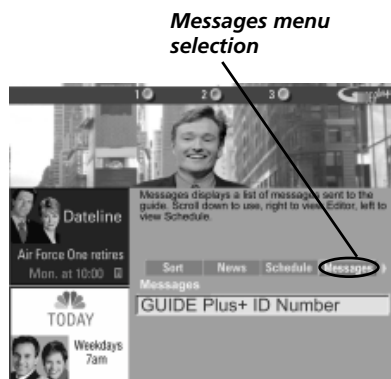 Messages menu
selection
1 2 3
Messages displays a list of messages sent to the
guide. Scroll down to use, right to view Editor, left to
view Schedule.
Dateline
Air Force One retires
Mon. at 10:00
Sort News Schedule Messages
Messages
GUIDE Plus+ ID Number
TODAY
Weekdays
7am